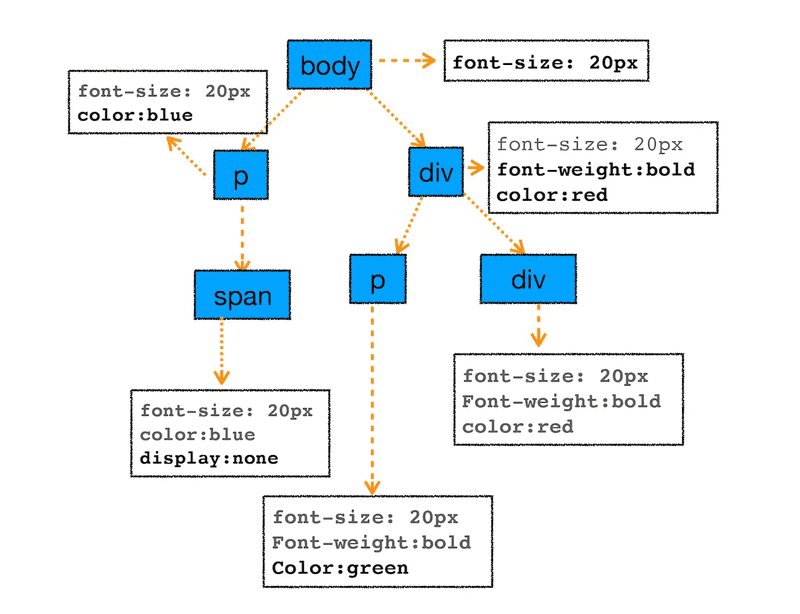 body
font-size: 20px
font-size: 20px
color:blue
p
div
font-size: 20px
font-weight:bold
color:red
span
p
div
font-size: 20px
color:blue
display:none
font-size: 20px
Font-weight:bold
color:red
font-size: 20px
Font-weight:bold
Color:green